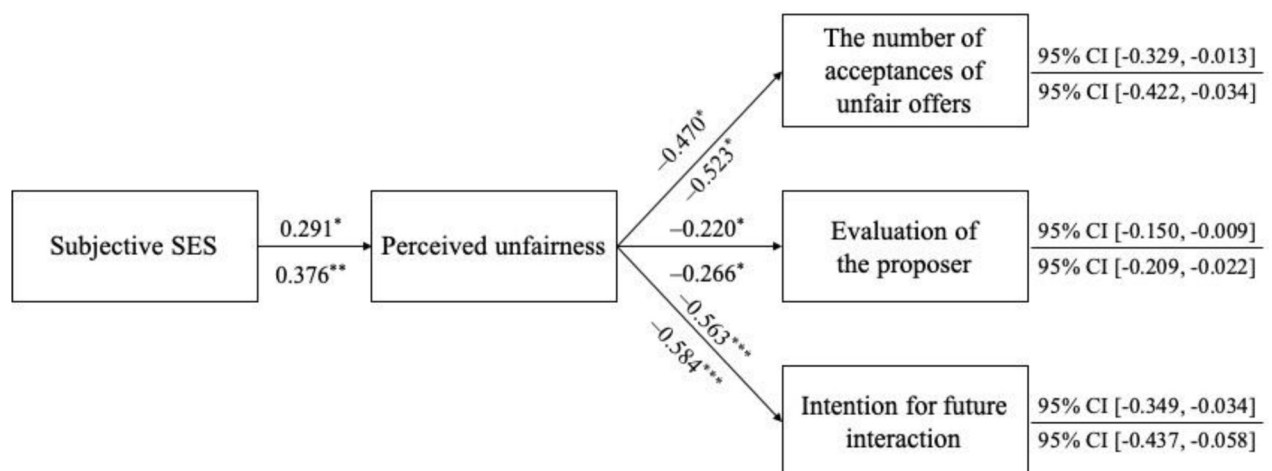 Subjective SES
0.291*
0.376**
Perceived unfairness
–0.470*
–0.523*
–0.220*
–0.266*
–0.563***
–0.584***
The number of
acceptances of
unfair offers
95% CI [-0.329, -0.013]
95% CI [-0.422, -0.034]
Evaluation of
the proposer
95% CI [-0.150, -0.009]
95% CI [-0.209, -0.022]
Intention for future
interaction
95% CI [-0.349, -0.034]
95% CI [-0.437, -0.058]